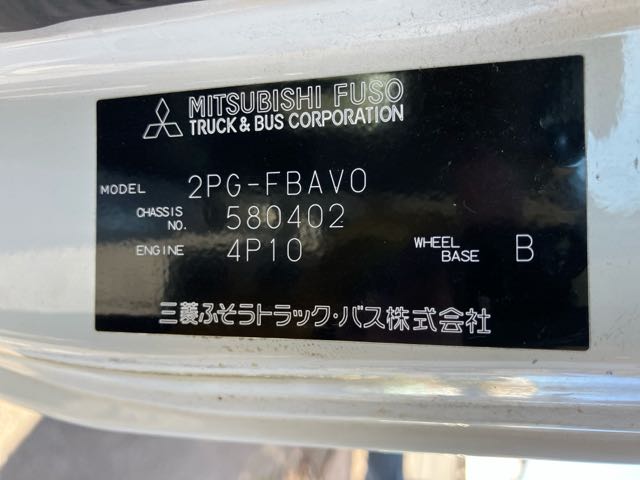 MITSUBISHI FUSO
TRUCK & BUS CORPORATION
MODEL 2PG-FBAV0
CHASSIS NO. 580402
ENGINE 4P10 WHEEL BASE B
三菱ふそうトラック・バス株式会社